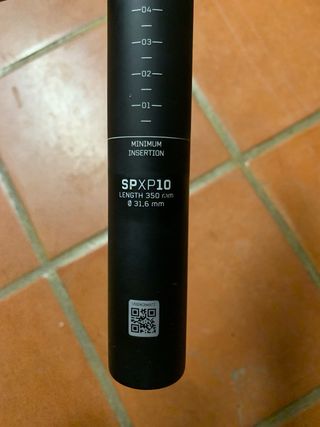 04
03
02
01
MINIMUM
INSERTION
SPXP10
LENGTH 350 mm
Ø 31,6 mm